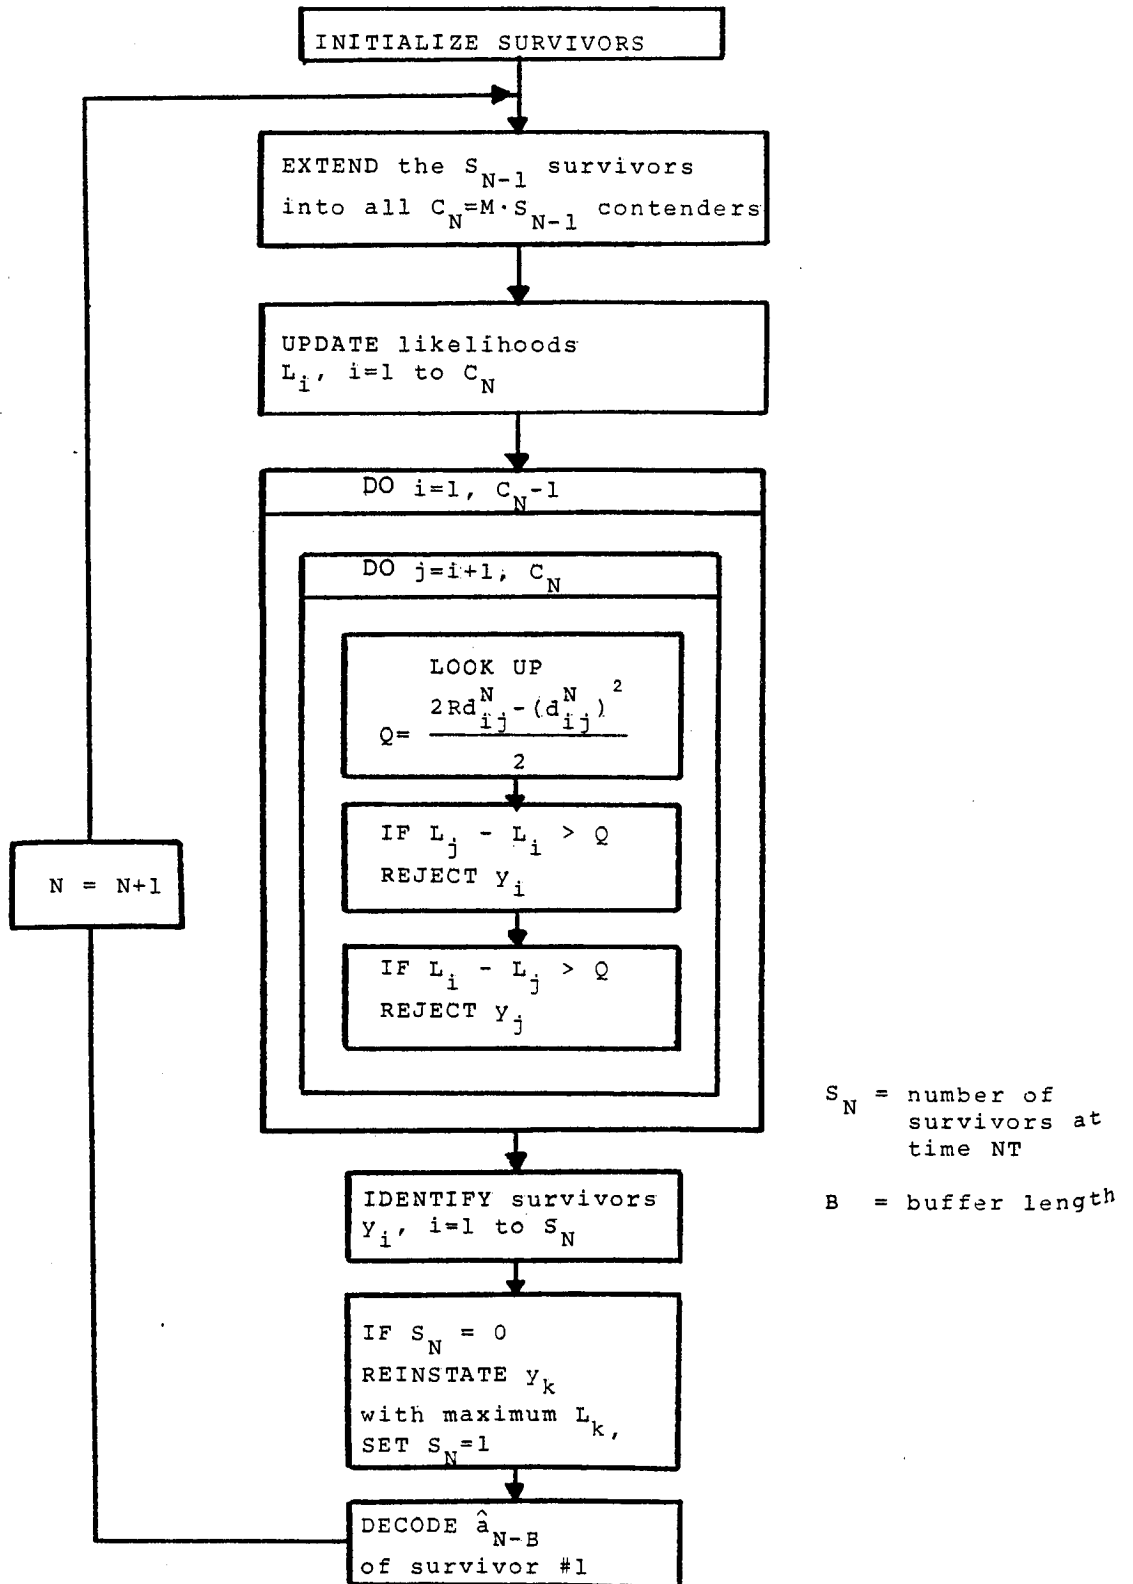 INITIALIZE SURVIVORS
EXTEND the S_{N-1} survivors
into all C_N=M·S_{N-1} contenders
UPDATE likelihoods
L_i, i=1 to C_N
DO i=1, C_N-1
DO j=i+1, C_N
LOOK UP
Q= \frac{2Rd_{ij}^N-(d_{ij}^N)^2}{2}
IF L_j - L_i > Q
REJECT y_i
IF L_i - L_j > Q
REJECT y_j
N = N+1
S_N = number of
survivors at
time NT
B = buffer length
IDENTIFY survivors
y_i, i=1 to S_N
IF S_N = 0
REINSTATE y_k
with maximum L_k,
SET S_N=1
DECODE â_{N-B}
of survivor #1